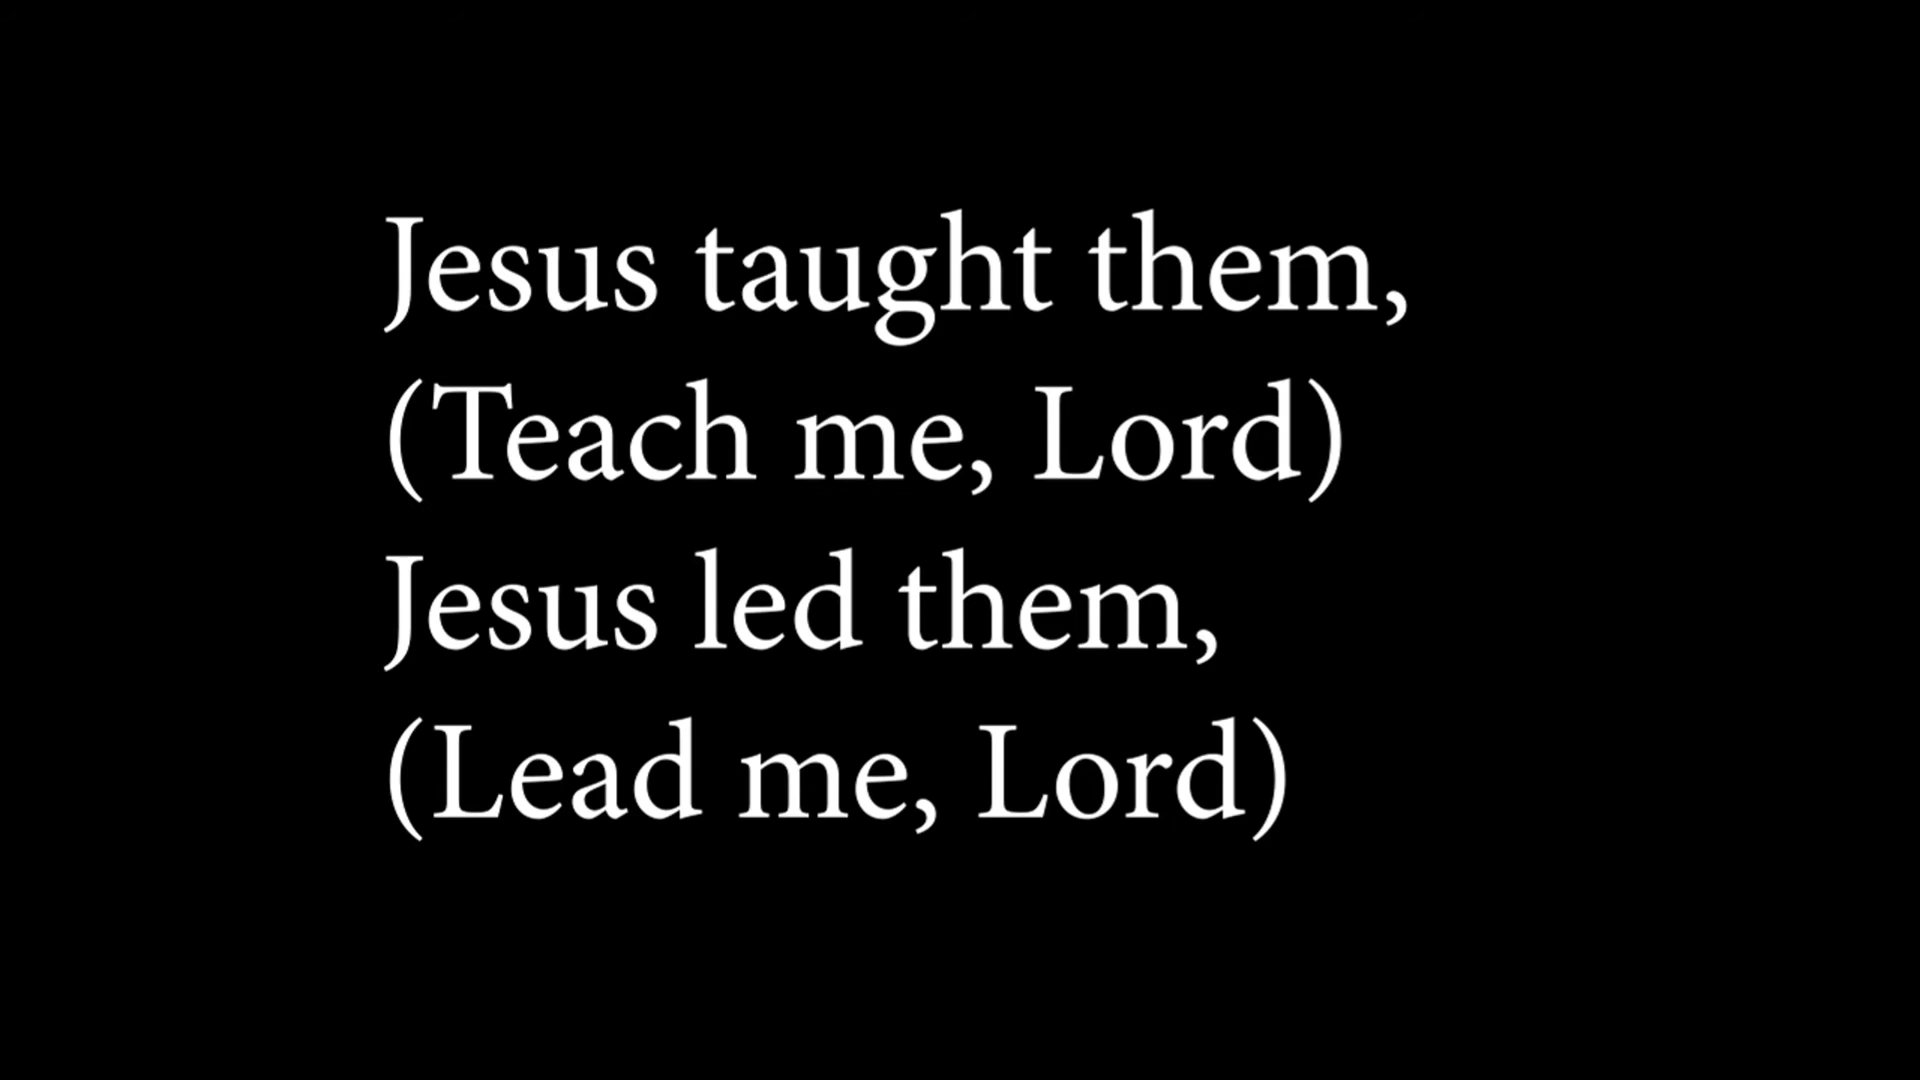 Jesus taught them,
(Teach me, Lord)
Jesus led them,
(Lead me, Lord)